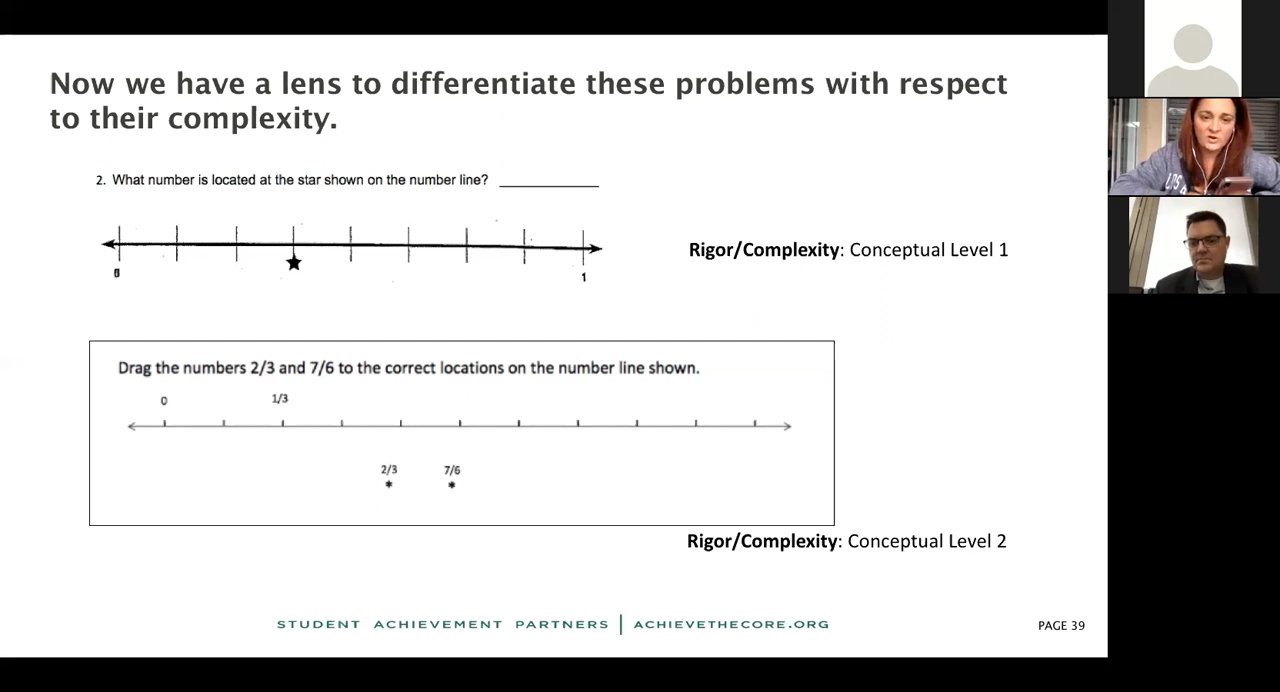 Now we have a lens to differentiate these problems with respect
to their complexity.
2. What number is located at the star shown on the number line? __________
0 1
Rigor/Complexity: Conceptual Level 1
Drag the numbers 2/3 and 7/6 to the correct locations on the number line shown.
0 1/3
2/3 7/6
* *
Rigor/Complexity: Conceptual Level 2
STUDENT ACHIEVEMENT PARTNERS | ACHIEVETHECORE.ORG
PAGE 39